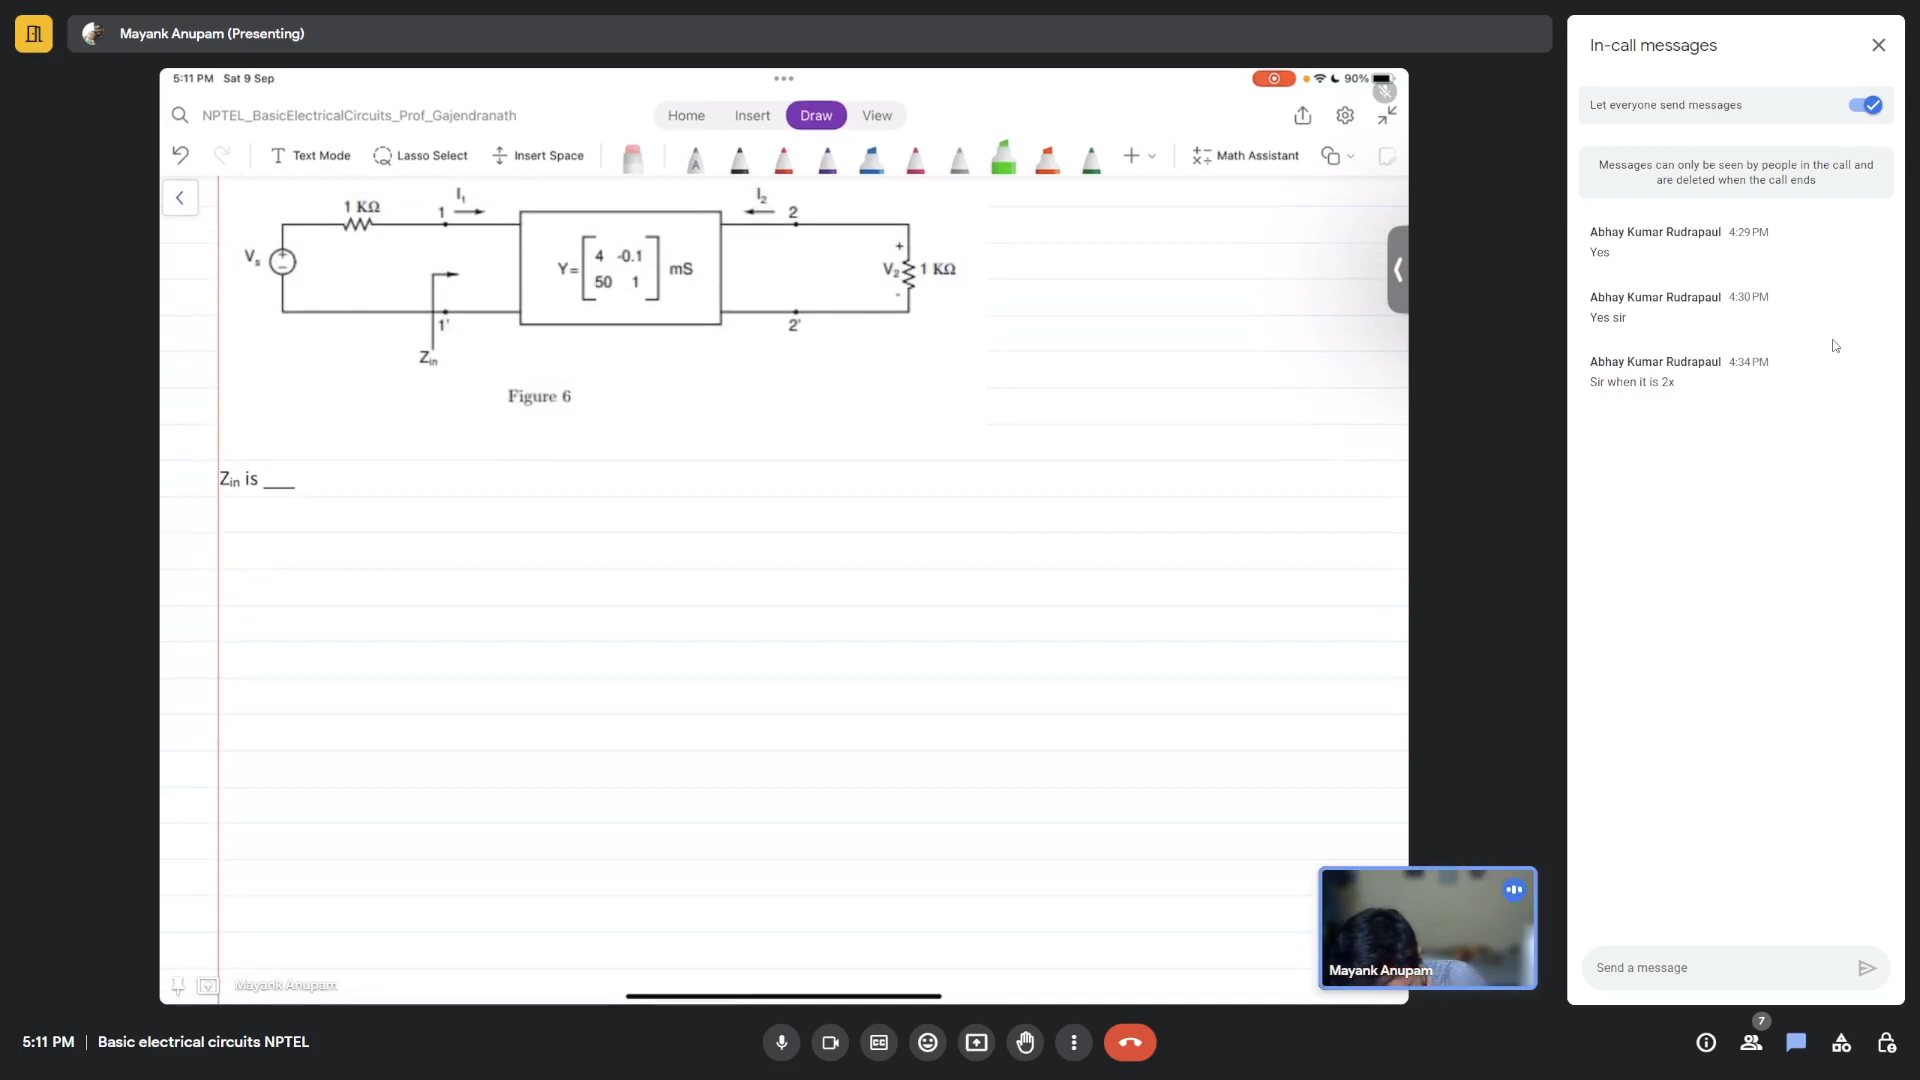 Mayank Anupam (Presenting)
5:11 PM Sat 9 Sep
90%
NPTEL_BasicElectricalCircuits_Prof_Gajendranath
Home Insert Draw View
Text Mode Lasso Select Insert Space A Math Assistant
1 KΩ 1 I₁ I₂ 2
Vs Y= 4 -0.1 mS V₂ 1 KΩ
50 1
1' 2'
Zin
Figure 6
Zin is ___
Mayank Anupam
Mayank Anupam
In-call messages
Let everyone send messages
Messages can only be seen by people in the call and
are deleted when the call ends
Abhay Kumar Rudrapaul 4:29 PM
Yes
Abhay Kumar Rudrapaul 4:30 PM
Yes sir
Abhay Kumar Rudrapaul 4:34 PM
Sir when it is 2x
Send a message
5:11 PM | Basic electrical circuits NPTEL
7